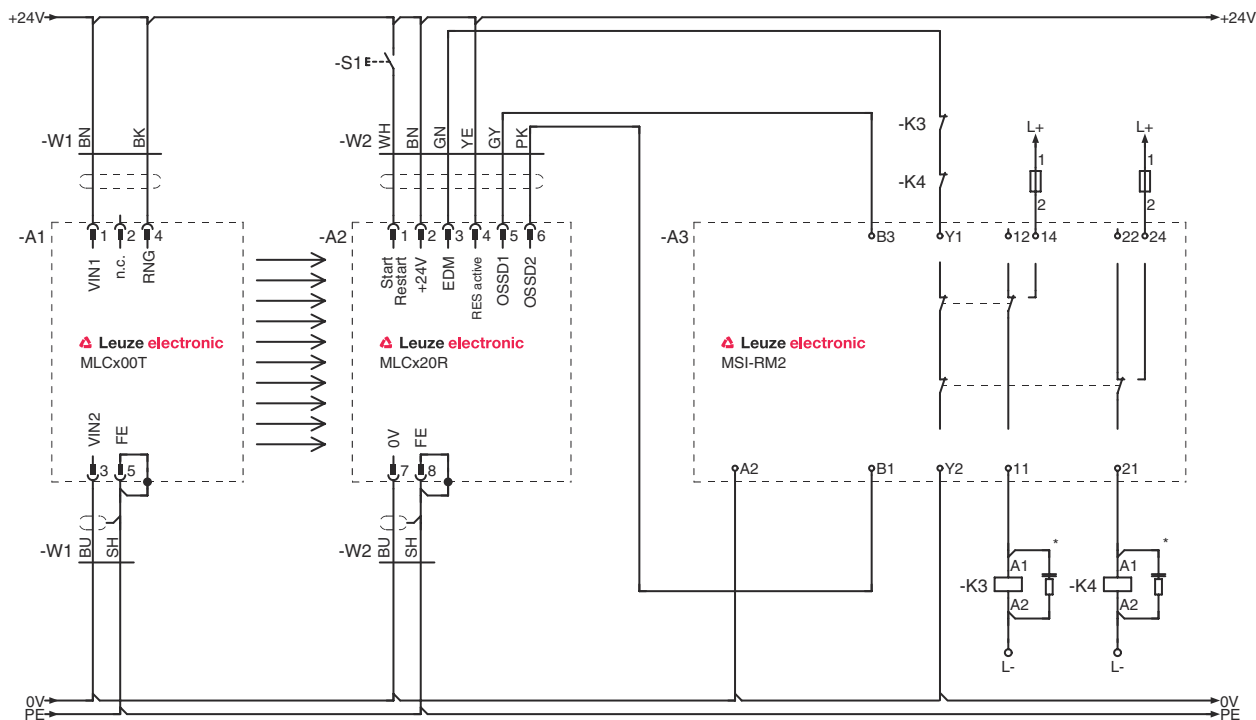 +24V
+24V
-S1
-K3
-W1
BN
BK
-W2
WH
BN
GN
YE
GY
PK
L+
L+
-K4
1
1
2
2
-A1
1
2
4
-A2
1
2
3
4
5
6
-A3
B3
Y1
12
14
22
24
VIN1
n.c.
RNG
Start
Restart
+24V
EDM
RES active
OSSD1
OSSD2
Leuze electronic
MLCx00T
Leuze electronic
MLCx20R
Leuze electronic
MSI-RM2
VIN2
FE
0V
FE
3
5
7
8
A2
B1
Y2
11
21
-W1
BU
SH
-W2
BU
SH
*
*
-K3
A1
A2
-K4
A1
A2
L-
L-
0V
0V
PE
PE